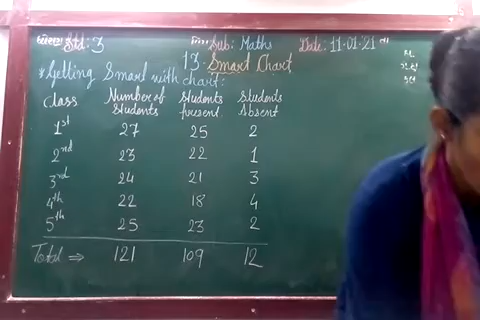 Std: 3 Sub: Maths Date: 11-01-21
13. Smart Chart
* Getting Smart with chart:
Class Number of Students Students present Students Absent
1st 27 25 2
2nd 23 22 1
3rd 24 21 3
4th 22 18 4
5th 25 23 2
Total ⇒ 121 109 12